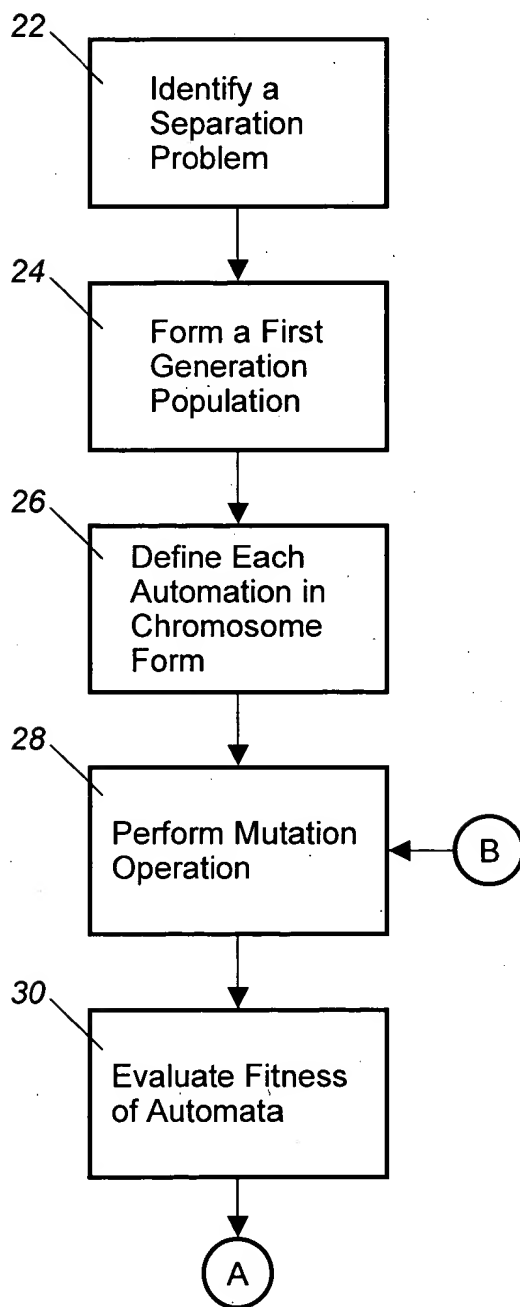 22
Identify a
Separation
Problem
24
Form a First
Generation
Population
26
Define Each
Automation in
Chromosome
Form
28
Perform Mutation
Operation
B
30
Evaluate Fitness
of Automata
A